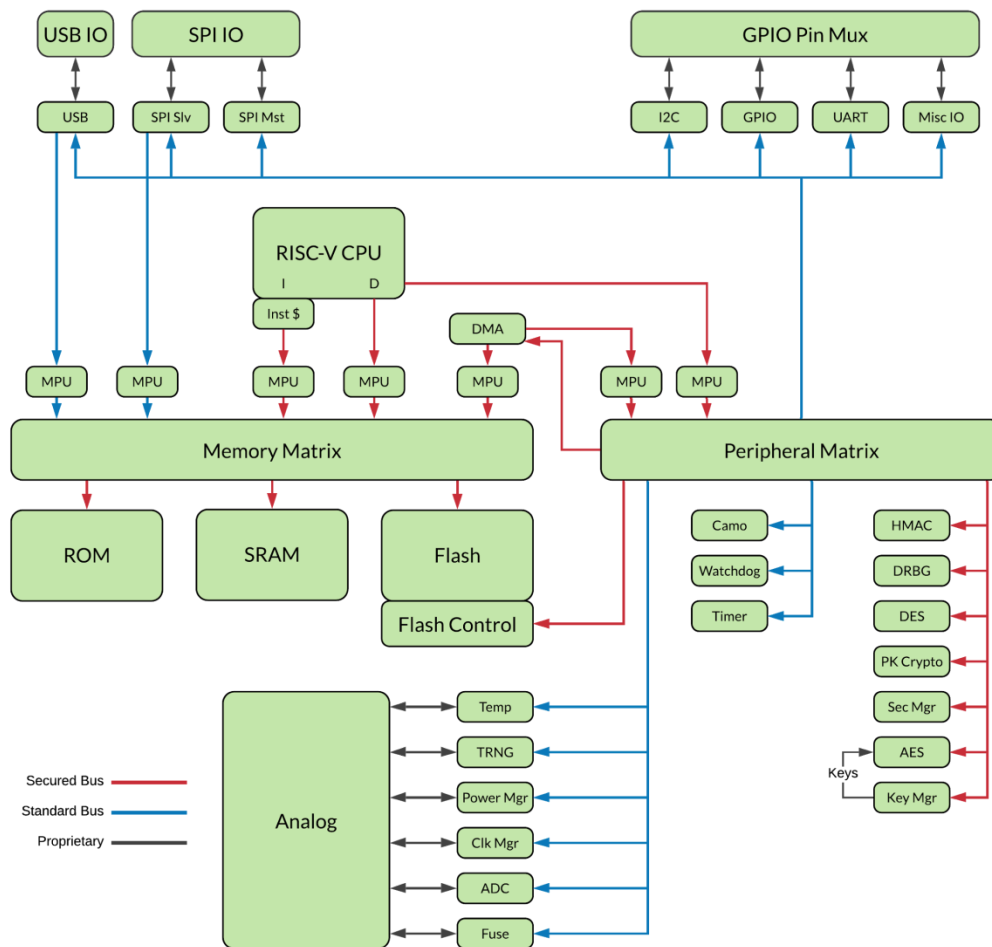 USB IO
SPI IO
GPIO Pin Mux
USB
SPI Slv
SPI Mst
I2C
GPIO
UART
Misc IO
RISC-V CPU
I
D
Inst $
DMA
MPU
MPU
MPU
MPU
MPU
MPU
MPU
Memory Matrix
Peripheral Matrix
ROM
SRAM
Flash
Flash Control
Camo
Watchdog
Timer
HMAC
DRBG
DES
PK Crypto
Sec Mgr
AES
Keys
Key Mgr
Analog
Temp
TRNG
Power Mgr
Clk Mgr
ADC
Fuse
Secured Bus
Standard Bus
Proprietary